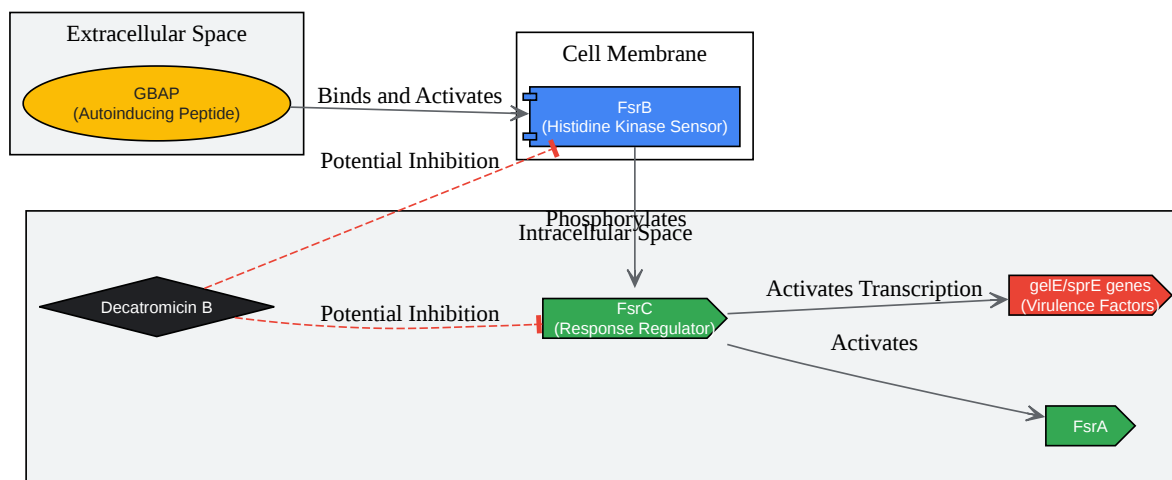 Extracellular Space
GBAP
(Autoinducing Peptide)
Binds and Activates
Cell Membrane
FsrB
(Histidine Kinase Sensor)
Potential Inhibition
Phosphorylates
Intracellular Space
Decatromicin B
Potential Inhibition
FsrC
(Response Regulator)
Activates Transcription
gelE/sprE genes
(Virulence Factors)
Activates
FsrA